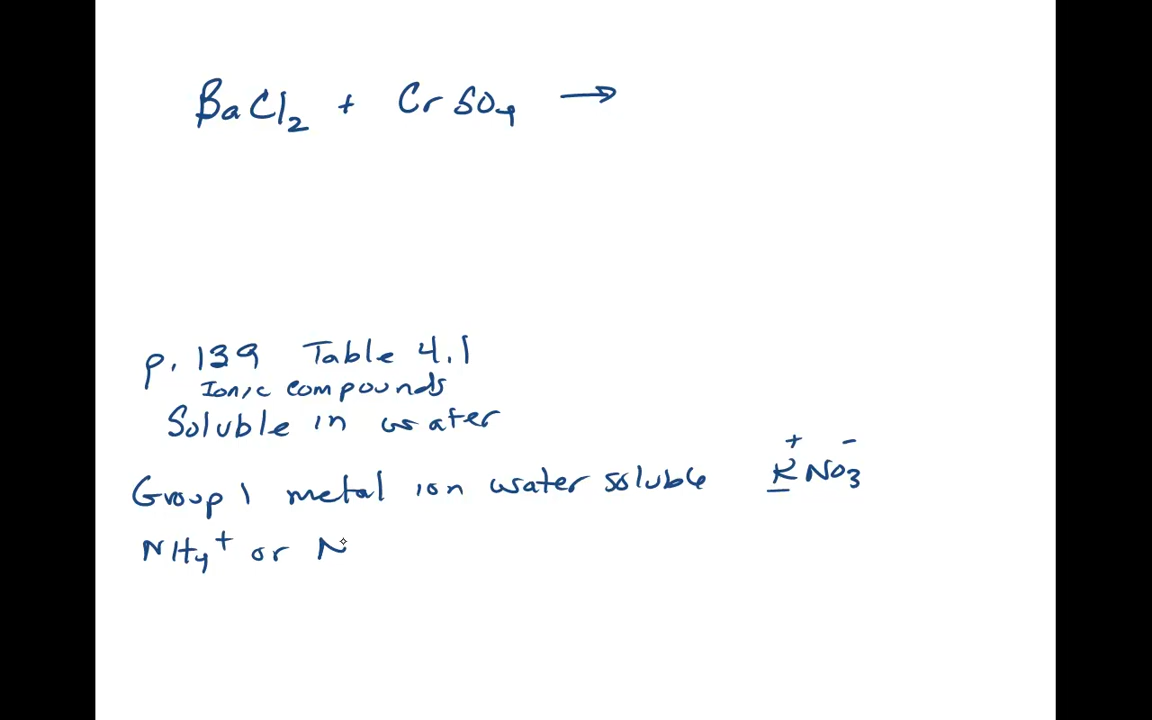 BaCl₂ + CrSO₄ →
p. 139 Table 4.1
Ionic compounds
Soluble in water
+ −
Group 1 metal ion water soluble KNO₃
NH₄⁺ or N